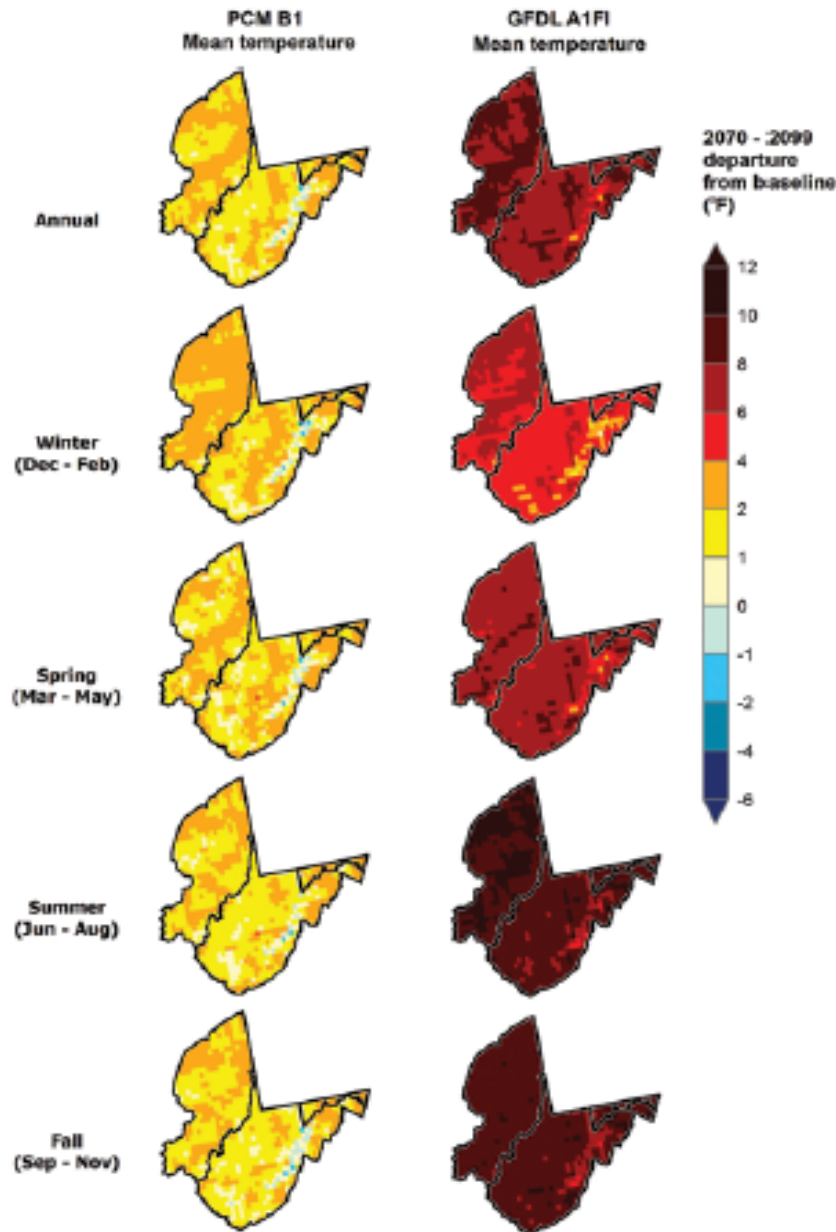 PCM B1
Mean temperature
GFDL A1FI
Mean temperature
2070 - 2099
departure
from baseline
(°F)
Annual
Winter
(Dec - Feb)
Spring
(Mar - May)
Summer
(Jun - Aug)
Fall
(Sep - Nov)
12
10
8
6
4
2
1
0
-1
-2
-4
-6